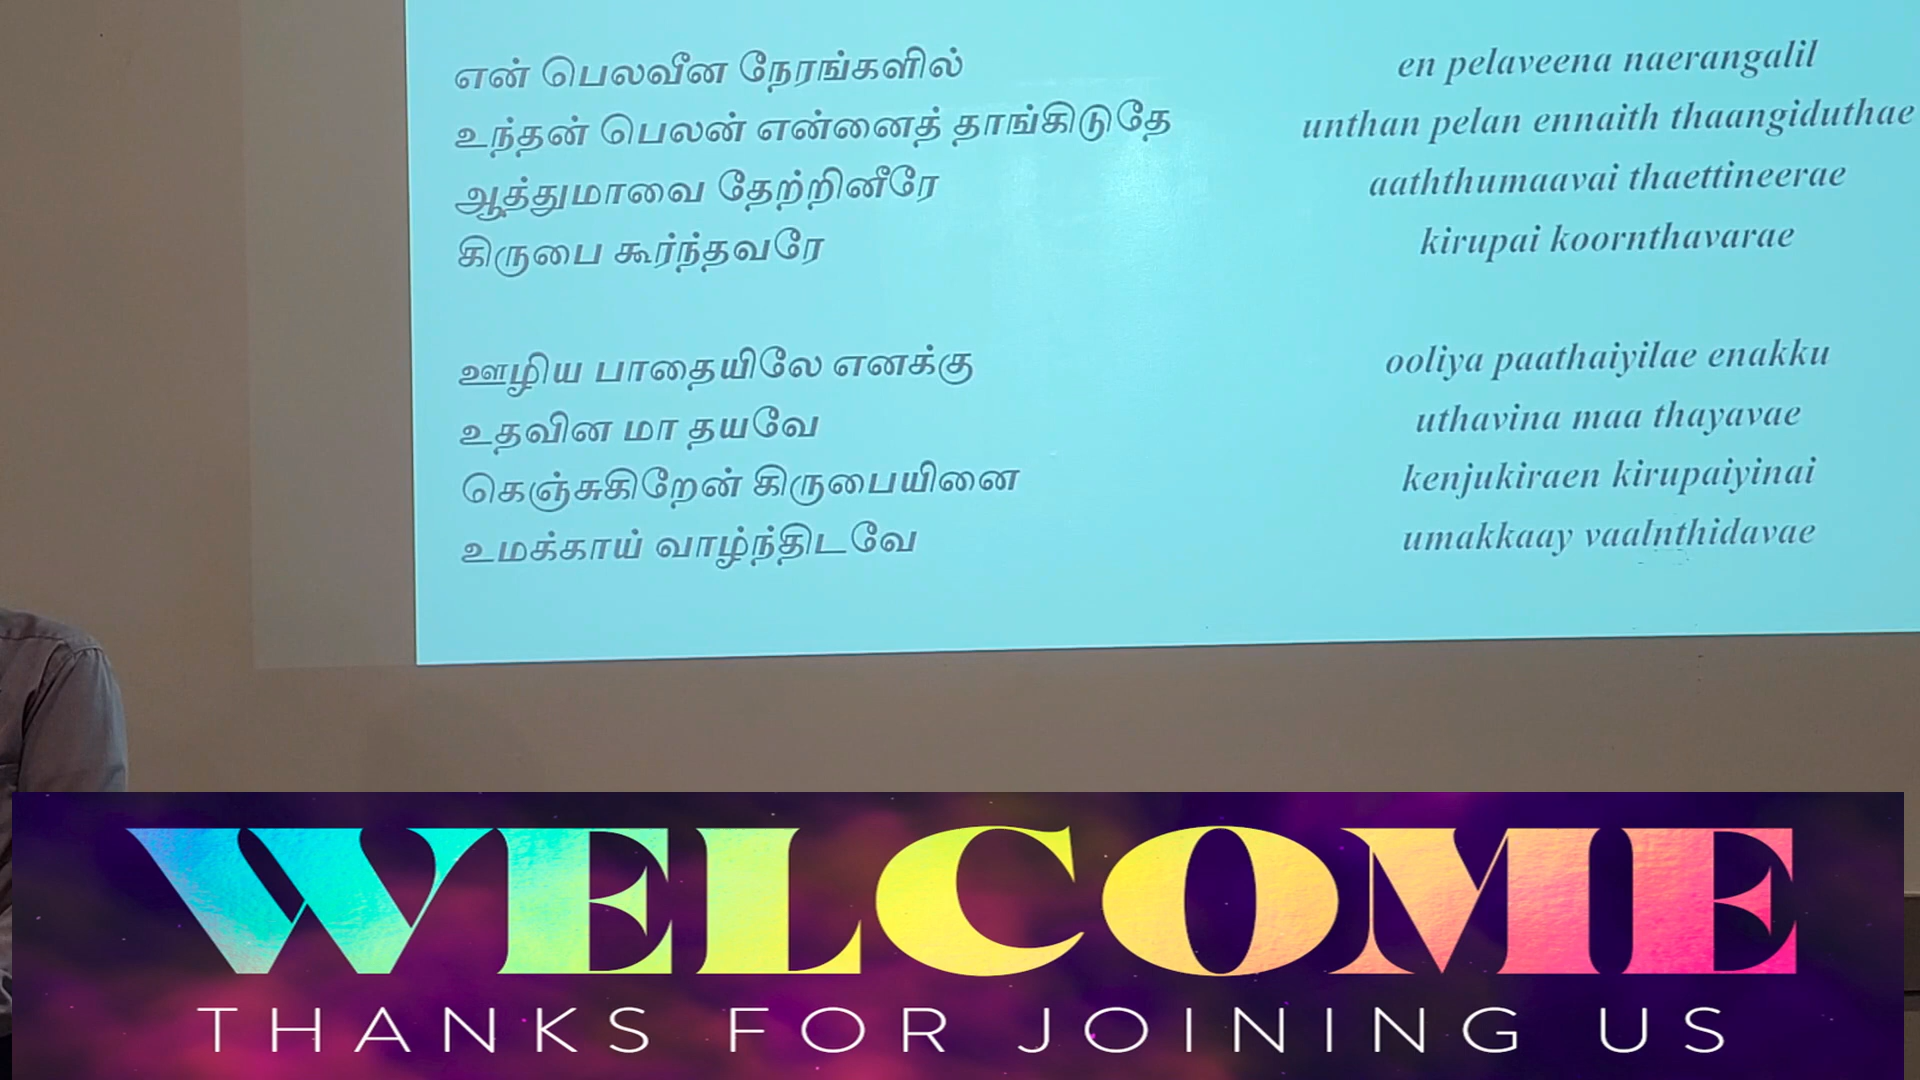 என் பெலவீன நேரங்களில்
உந்தன் பெலன் என்னைத் தாங்கிடுதே
ஆத்துமாவை தேற்றினீரே
கிருபை கூர்ந்தவரே
ஊழிய பாதையிலே எனக்கு
உதவின மா தயவே
கெஞ்சுகிறேன் கிருபையினை
உமக்காய் வாழ்ந்திடவே
en pelaveena naerangalil
unthan pelan ennaith thaangiduthae
aaththumaavai thaettineerae
kirupai koornthavarae
ooliya paathaiyilae enakku
uthavina maa thayavae
kenjukiraen kirupaiyinai
umakkaay vaalnthidavae
WELCOME
THANKS FOR JOINING US